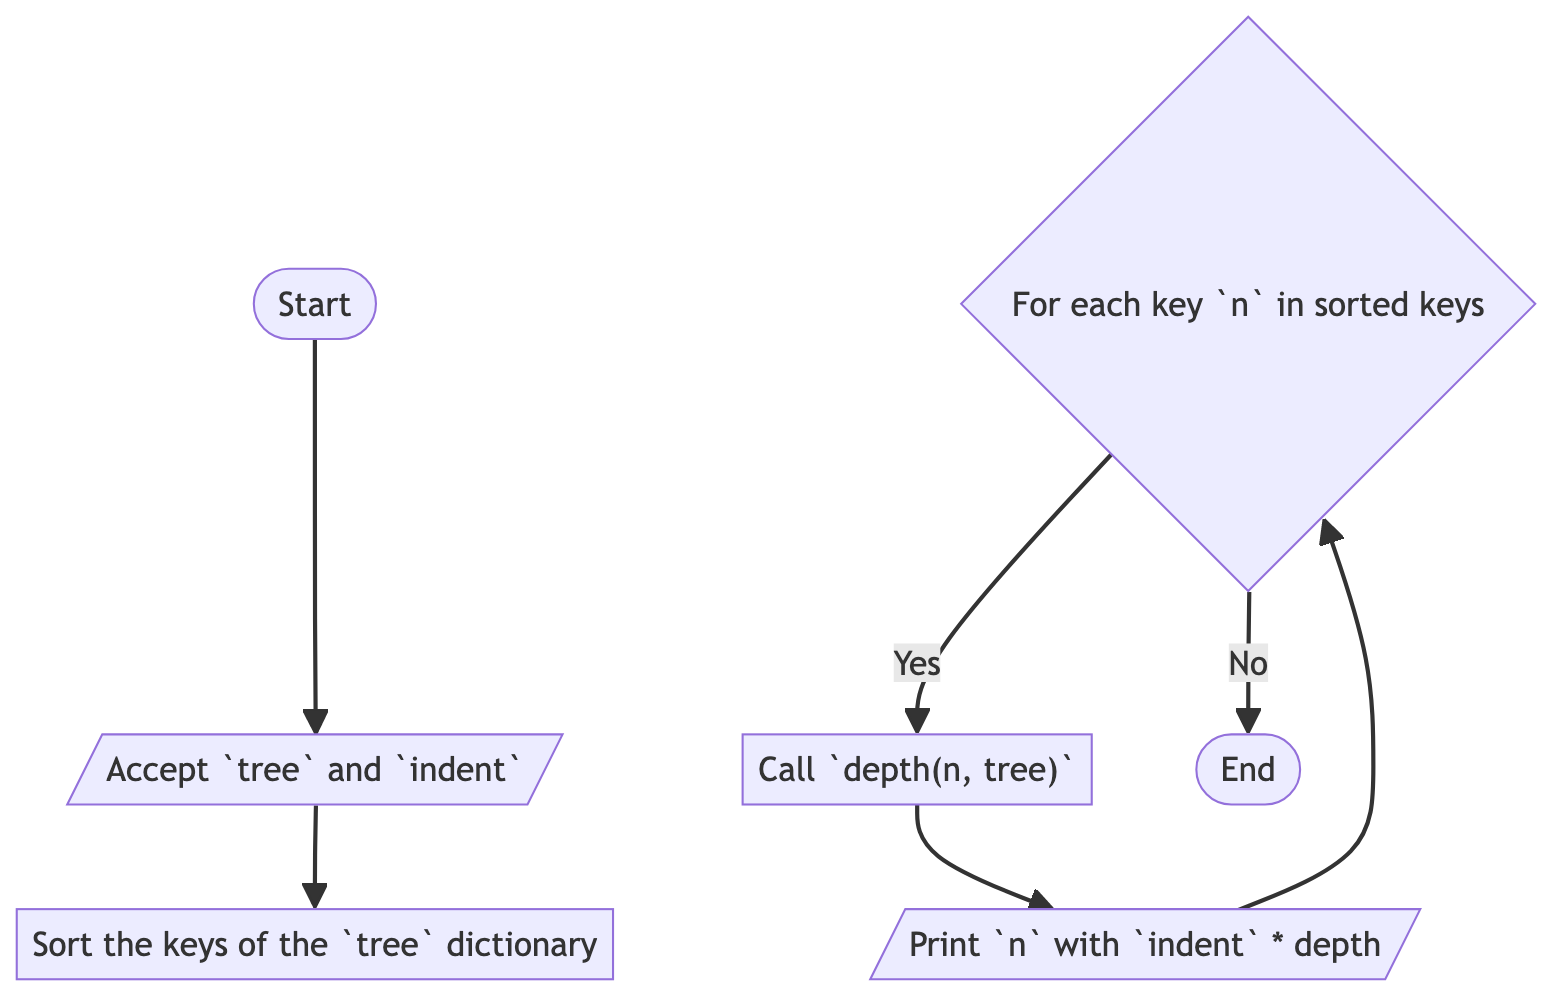 Start
Accept `tree` and `indent`
Sort the keys of the `tree` dictionary
For each key `n` in sorted keys
Yes
No
Call `depth(n, tree)`
End
Print `n` with `indent` * depth